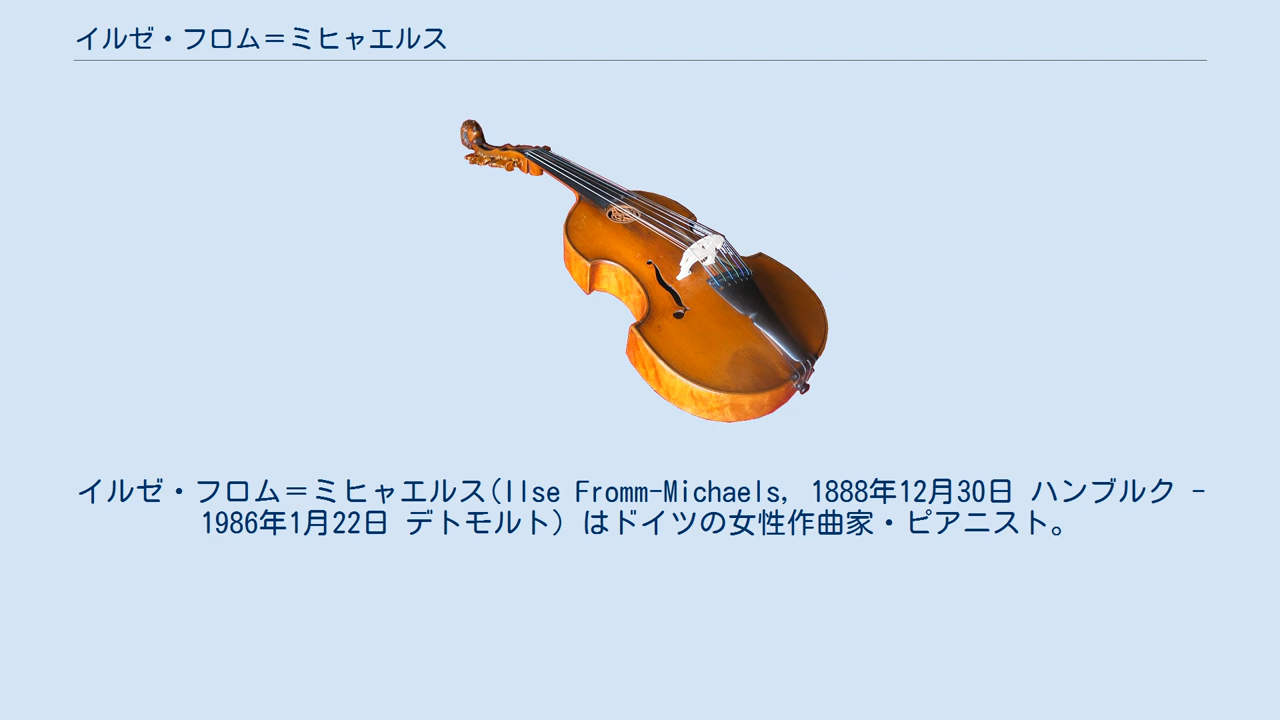 イルゼ・フロム＝ミヒャエルス
イルゼ・フロム＝ミヒャエルス(Ilse Fromm-Michaels, 1888年12月30日 ハンブルク -
1986年1月22日 デトモルト) はドイツの女性作曲家・ピアニスト。